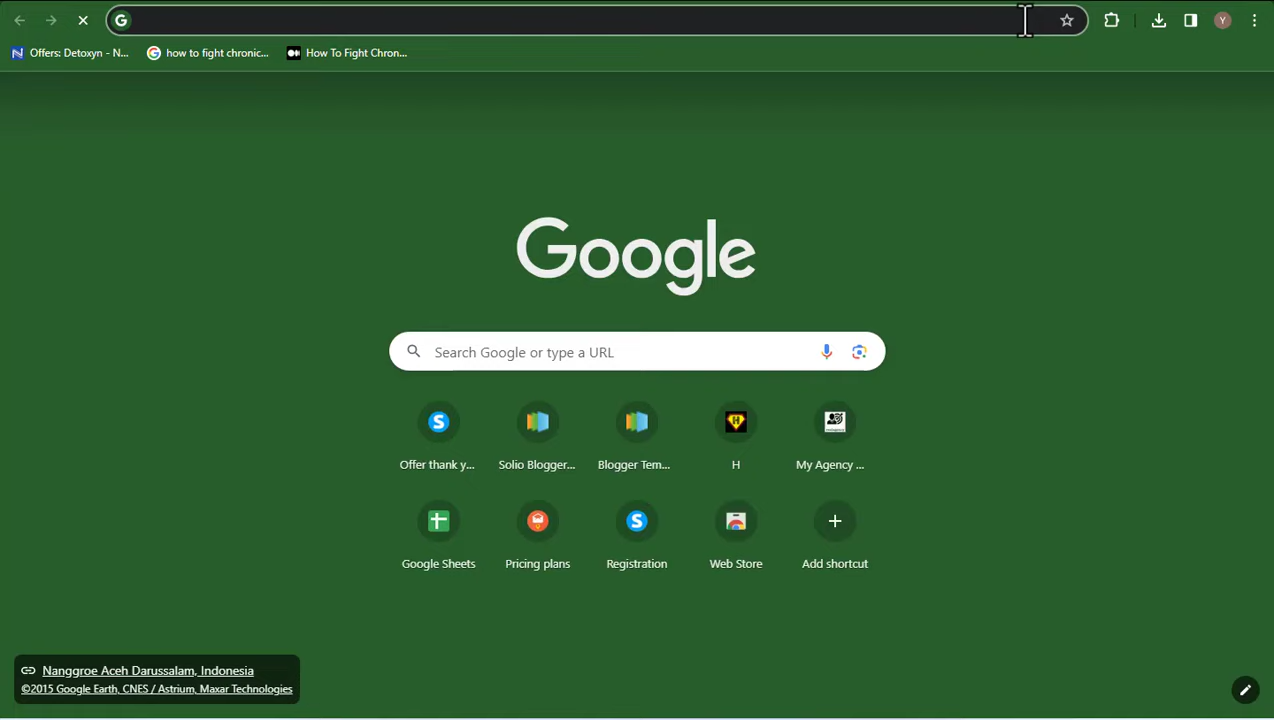 Offers: Detoxyn - N...
how to fight chronic...
How To Fight Chron...
Y
Google
Search Google or type a URL
Offer thank y...
Solio Blogger...
Blogger Tem...
H
My Agency ...
Google Sheets
Pricing plans
Registration
Web Store
Add shortcut
Nanggroe Aceh Darussalam, Indonesia
©2015 Google Earth, CNES / Astrium, Maxar Technologies